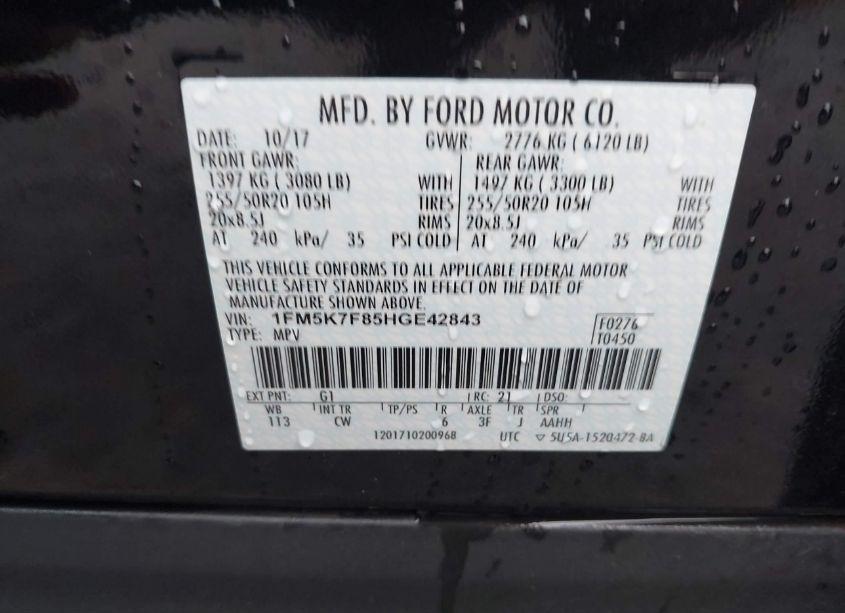 MFD. BY FORD MOTOR CO.
DATE: 10/17 GVWR: 2776 KG ( 6120 LB)
FRONT GAWR: REAR GAWR:
1397 KG ( 3080 LB) WITH 1497 KG ( 3300 LB) WITH
255/50R20 105H TIRES 255/50R20 105H TIRES
20x8.5J RIMS 20x8.5J RIMS
AT 240 kPa/ 35 PSI COLD AT 240 kPa/ 35 PSI COLD
THIS VEHICLE CONFORMS TO ALL APPLICABLE FEDERAL MOTOR
VEHICLE SAFETY STANDARDS IN EFFECT ON THE DATE OF
MANUFACTURE SHOWN ABOVE.
VIN: 1FM5K7F85HGE42843 F0276
TYPE: MPV T0450
EXT PNT: G1 RC: 21 DSO:
WB INT TR TP/PS R AXLE TR SPR
113 CW 6 3F J AAHH
1201710200968 UTC ▽ 5U5A-1520472-BA